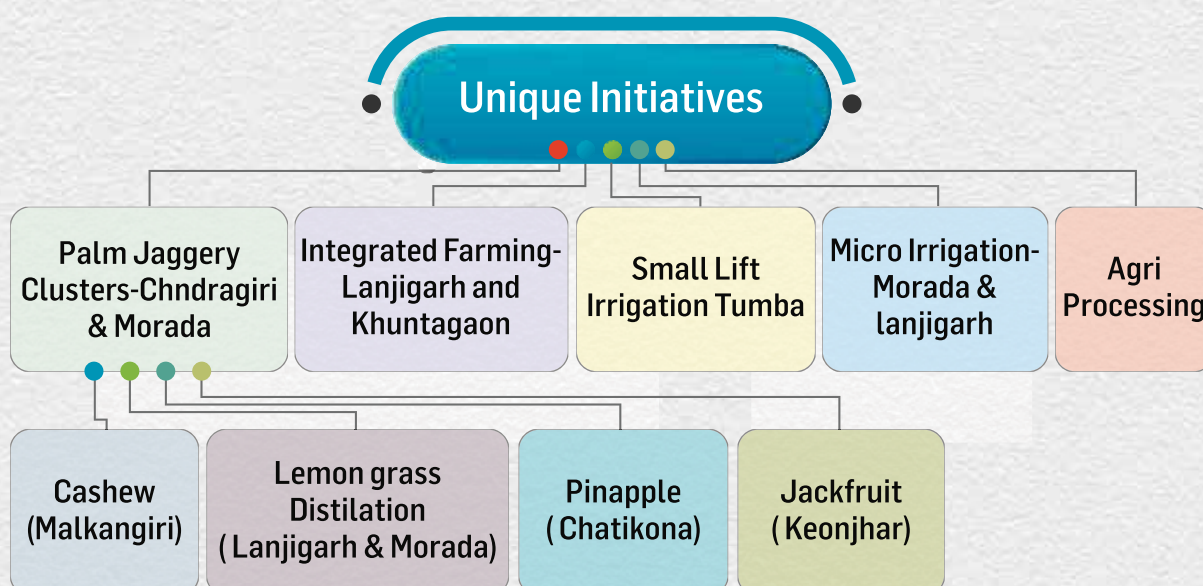 Unique Initiatives
Palm Jaggery
Clusters-Chndragiri
& Morada
Integrated Farming-
Lanjigarh and
Khuntagaon
Small Lift
Irrigation Tumba
Micro Irrigation-
Morada &
lanjigarh
Agri
Processing
Cashew
(Malkangiri)
Lemon grass
Distilation
(Lanjigarh & Morada)
Pinapple
(Chatikona)
Jackfruit
(Keonjhar)